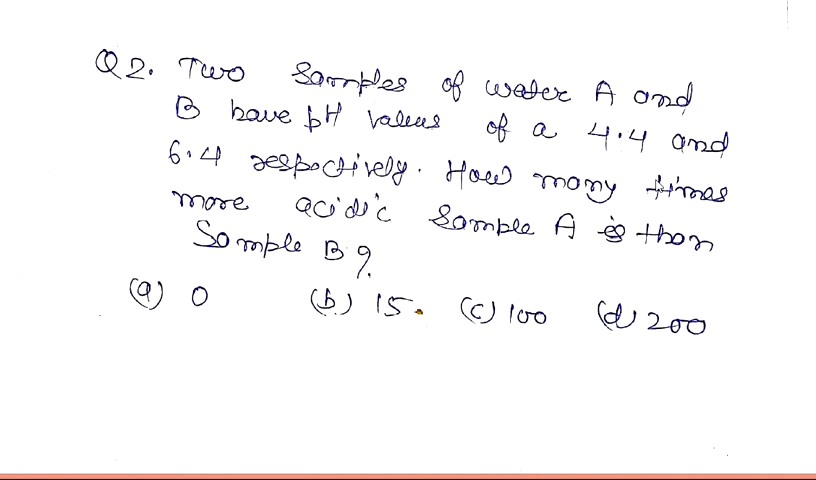 Q2. Two Samples of water A and
B have pH values of a 4.4 and
6.4 respectively. How many times
more acidic Sample A is than
Sample B ?
(a) 0 (b) 15. (c) 100 (d) 200